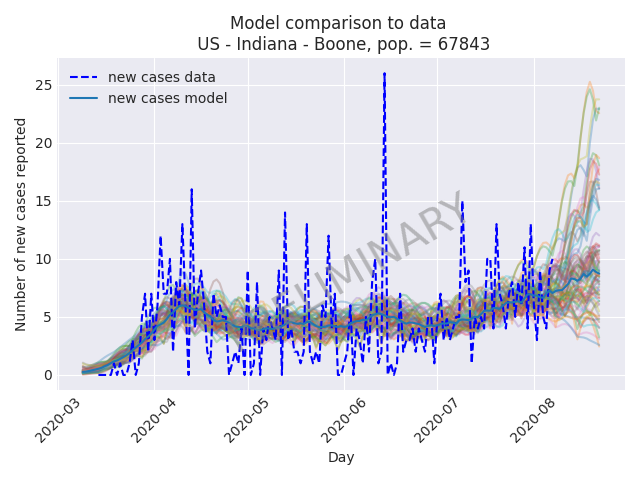 Model comparison to data
US - Indiana - Boone, pop. = 67843
new cases data
new cases model
Number of new cases reported
25
20
15
10
5
0
2020-03
2020-04
2020-05
2020-06
2020-07
2020-08
Day